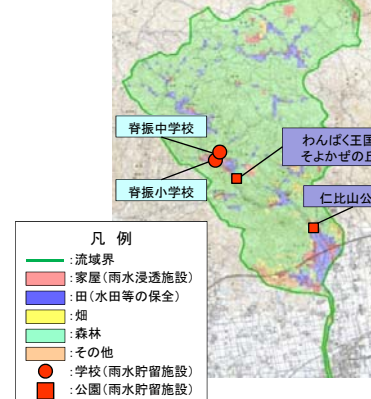 脊振中学校
わんぱく王国
そよかぜの丘
脊振小学校
仁比山公
凡 例
:流域界
:家屋(雨水浸透施設)
:田(水田等の保全)
:畑
:森林
:その他
:学校(雨水貯留施設)
:公園(雨水貯留施設)